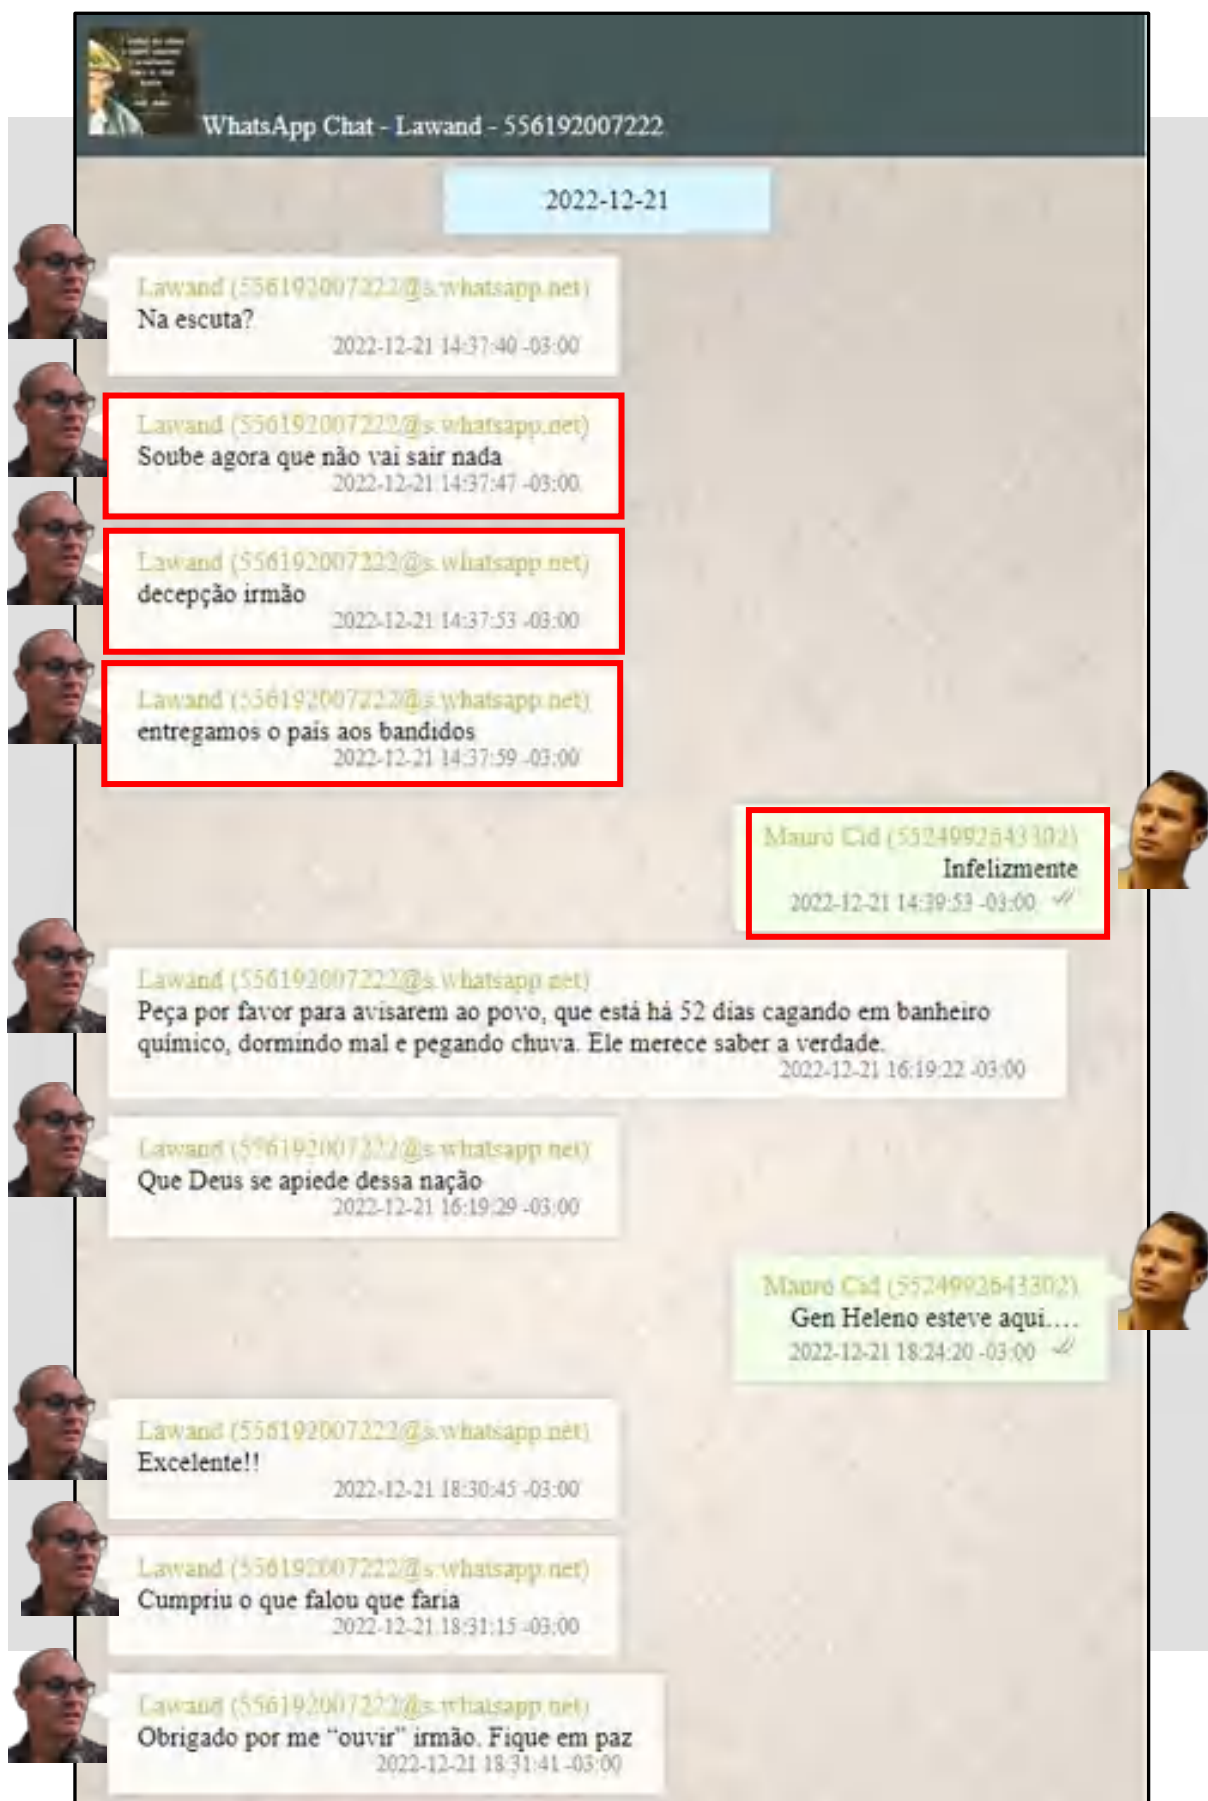 WhatsApp Chat - Lawand - 556192007222
2022-12-21
Lawand (556192007222@s.whatsapp.net)
Na escuta?
2022-12-21 14:37:40 -03:00
Lawand (556192007222@s.whatsapp.net)
Soube agora que não vai sair nada
2022-12-21 14:37:47 -03:00
Lawand (556192007222@s.whatsapp.net)
decepção irmão
2022-12-21 14:37:53 -03:00
Lawand (556192007222@s.whatsapp.net)
entregamos o país aos bandidos
2022-12-21 14:37:59 -03:00
Mauro Cid (5524992643302)
Infelizmente
2022-12-21 14:39:53 -03:00
Lawand (556192007222@s.whatsapp.net)
Peça por favor para avisarem ao povo, que está há 52 dias cagando em banheiro
químico, dormindo mal e pegando chuva. Ele merece saber a verdade.
2022-12-21 16:19:22 -03:00
Lawand (556192007222@s.whatsapp.net)
Que Deus se apiede dessa nação
2022-12-21 16:19:29 -03:00
Mauro Cid (5524992643302)
Gen Heleno esteve aqui....
2022-12-21 18:24:20 -03:00
Lawand (556192007222@s.whatsapp.net)
Excelente!!
2022-12-21 18:30:45 -03:00
Lawand (556192007222@s.whatsapp.net)
Cumpriu o que falou que faria
2022-12-21 18:31:15 -03:00
Lawand (556192007222@s.whatsapp.net)
Obrigado por me “ouvir” irmão. Fique em paz
2022-12-21 18:31:41 -03:00